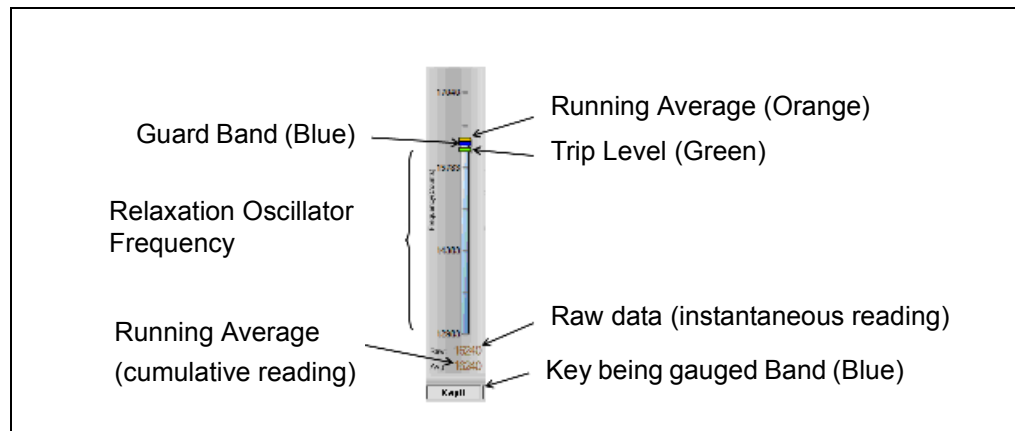 Running Average (Orange)
Guard Band (Blue)
Trip Level (Green)
Relaxation Oscillator
Frequency
Running Average
(cumulative reading)
Raw data (instantaneous reading)
Key being gauged Band (Blue)
17040